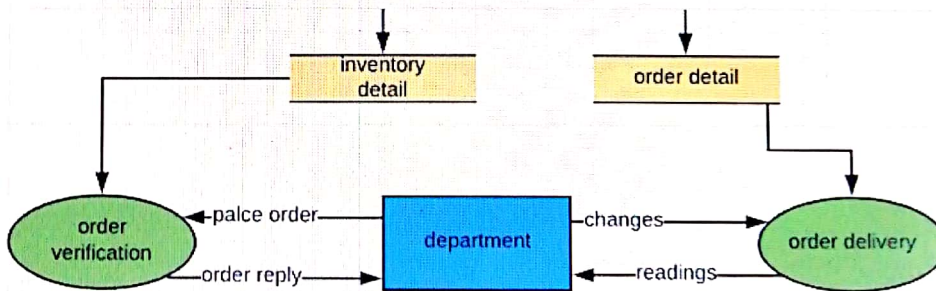 inventory
detail
order detail
order
verification
palce order
department
changes
order delivery
order reply
readings